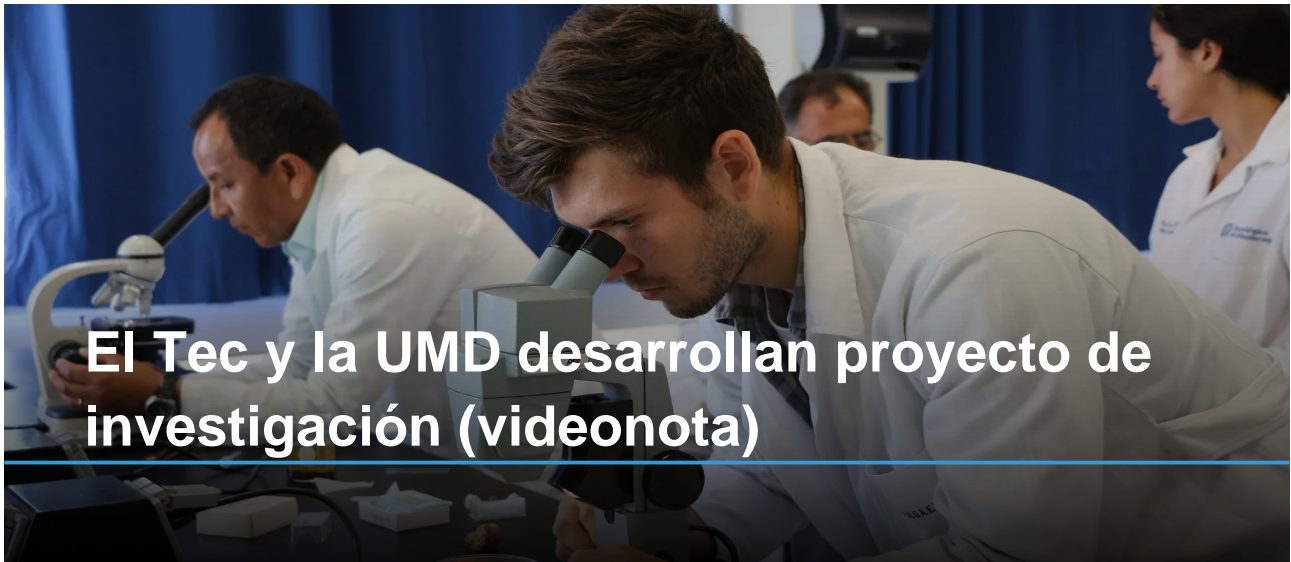 El Tec y la UMD desarrollan proyecto de
investigación (videonota)